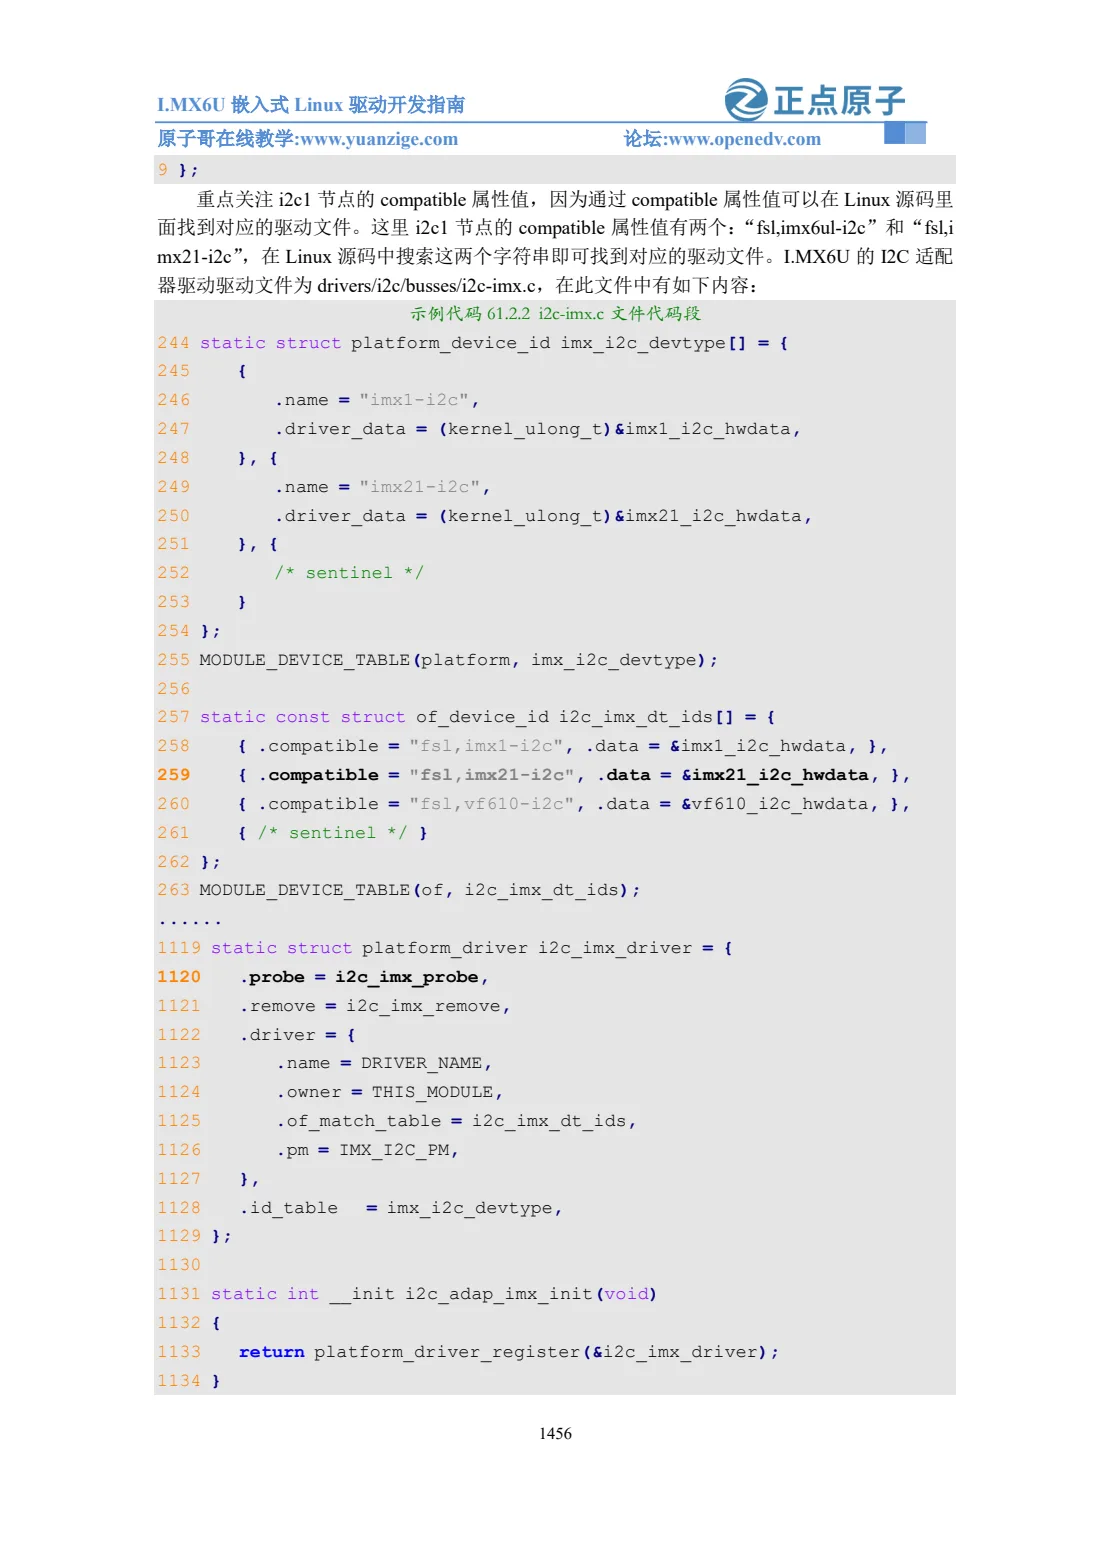 I.MX6U 嵌入式 Linux 驱动开发指南
正点原子
原子哥在线教学:www.yuanzige.com 论坛:www.openedv.com
9 };
重点关注 i2c1 节点的 compatible 属性值，因为通过 compatible 属性值可以在 Linux 源码里
面找到对应的驱动文件。这里 i2c1 节点的 compatible 属性值有两个：“fsl,imx6ul-i2c”和“fsl,i
mx21-i2c”，在 Linux 源码中搜索这两个字符串即可找到对应的驱动文件。I.MX6U 的 I2C 适配
器驱动驱动文件为 drivers/i2c/busses/i2c-imx.c，在此文件中有如下内容：
示例代码 61.2.2 i2c-imx.c 文件代码段
244 static struct platform_device_id imx_i2c_devtype[] = {
245 {
246 .name = "imx1-i2c",
247 .driver_data = (kernel_ulong_t)&imx1_i2c_hwdata,
248 }, {
249 .name = "imx21-i2c",
250 .driver_data = (kernel_ulong_t)&imx21_i2c_hwdata,
251 }, {
252 /* sentinel */
253 }
254 };
255 MODULE_DEVICE_TABLE(platform, imx_i2c_devtype);
256
257 static const struct of_device_id i2c_imx_dt_ids[] = {
258 { .compatible = "fsl,imx1-i2c", .data = &imx1_i2c_hwdata, },
259 { .compatible = "fsl,imx21-i2c", .data = &imx21_i2c_hwdata, },
260 { .compatible = "fsl,vf610-i2c", .data = &vf610_i2c_hwdata, },
261 { /* sentinel */ }
262 };
263 MODULE_DEVICE_TABLE(of, i2c_imx_dt_ids);
......
1119 static struct platform_driver i2c_imx_driver = {
1120 .probe = i2c_imx_probe,
1121 .remove = i2c_imx_remove,
1122 .driver = {
1123 .name = DRIVER_NAME,
1124 .owner = THIS_MODULE,
1125 .of_match_table = i2c_imx_dt_ids,
1126 .pm = IMX_I2C_PM,
1127 },
1128 .id_table = imx_i2c_devtype,
1129 };
1130
1131 static int __init i2c_adap_imx_init(void)
1132 {
1133 return platform_driver_register(&i2c_imx_driver);
1134 }
1456